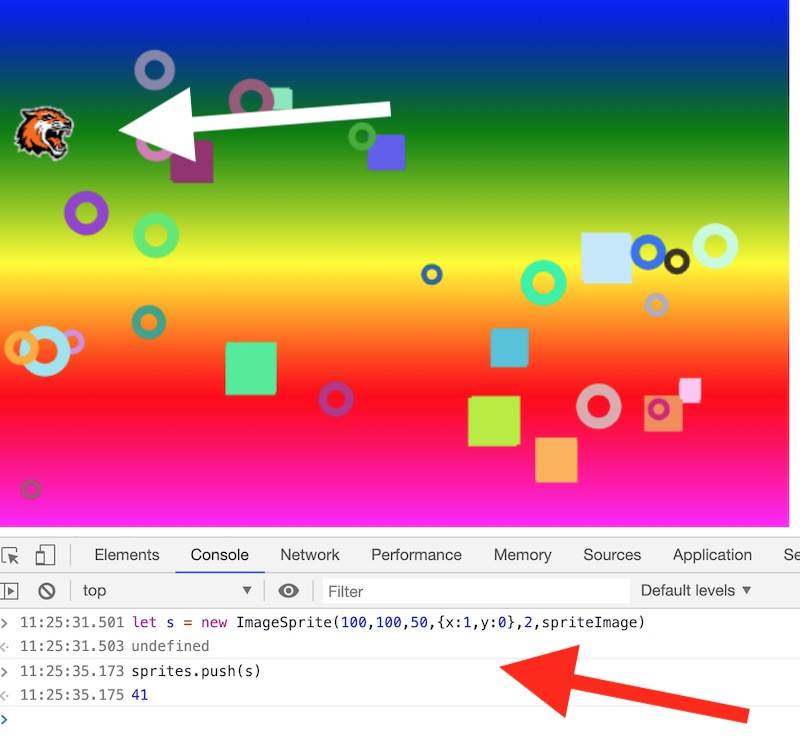 Elements Console Network Performance Memory Sources Application Se
top ▼ Filter Default levels ▼
11:25:31.501 let s = new ImageSprite(100,100,50,{x:1,y:0},2,spriteImage)
11:25:31.503 undefined
11:25:35.173 sprites.push(s)
11:25:35.175 41